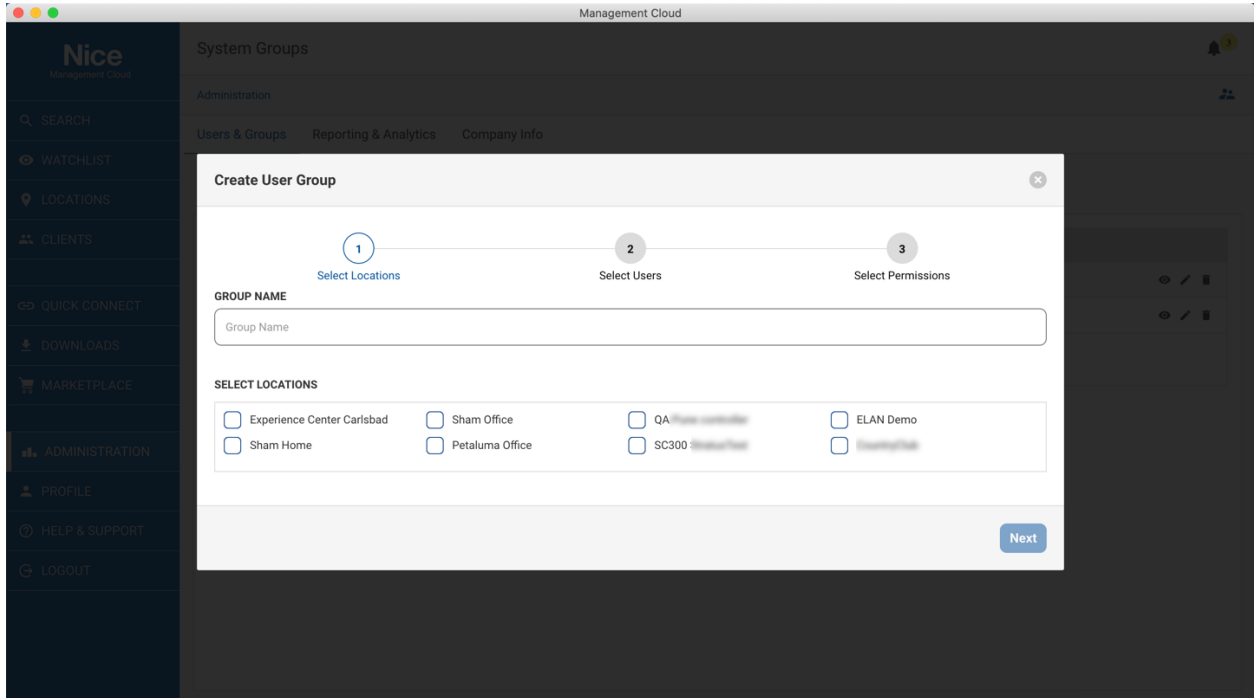 Management Cloud
Nice
Management Cloud
System Groups
3
Administration
SEARCH
Users & Groups Reporting & Analytics Company Info
WATCHLIST
Create User Group
LOCATIONS
CLIENTS
1 2 3
Select Locations Select Users Select Permissions
GROUP NAME
QUICK CONNECT
Group Name
DOWNLOADS
MARKETPLACE
SELECT LOCATIONS
Experience Center Carlsbad Sham Office QA ELAN Demo
Sham Home Petaluma Office SC300
ADMINISTRATION
PROFILE
HELP & SUPPORT
Next
LOGOUT